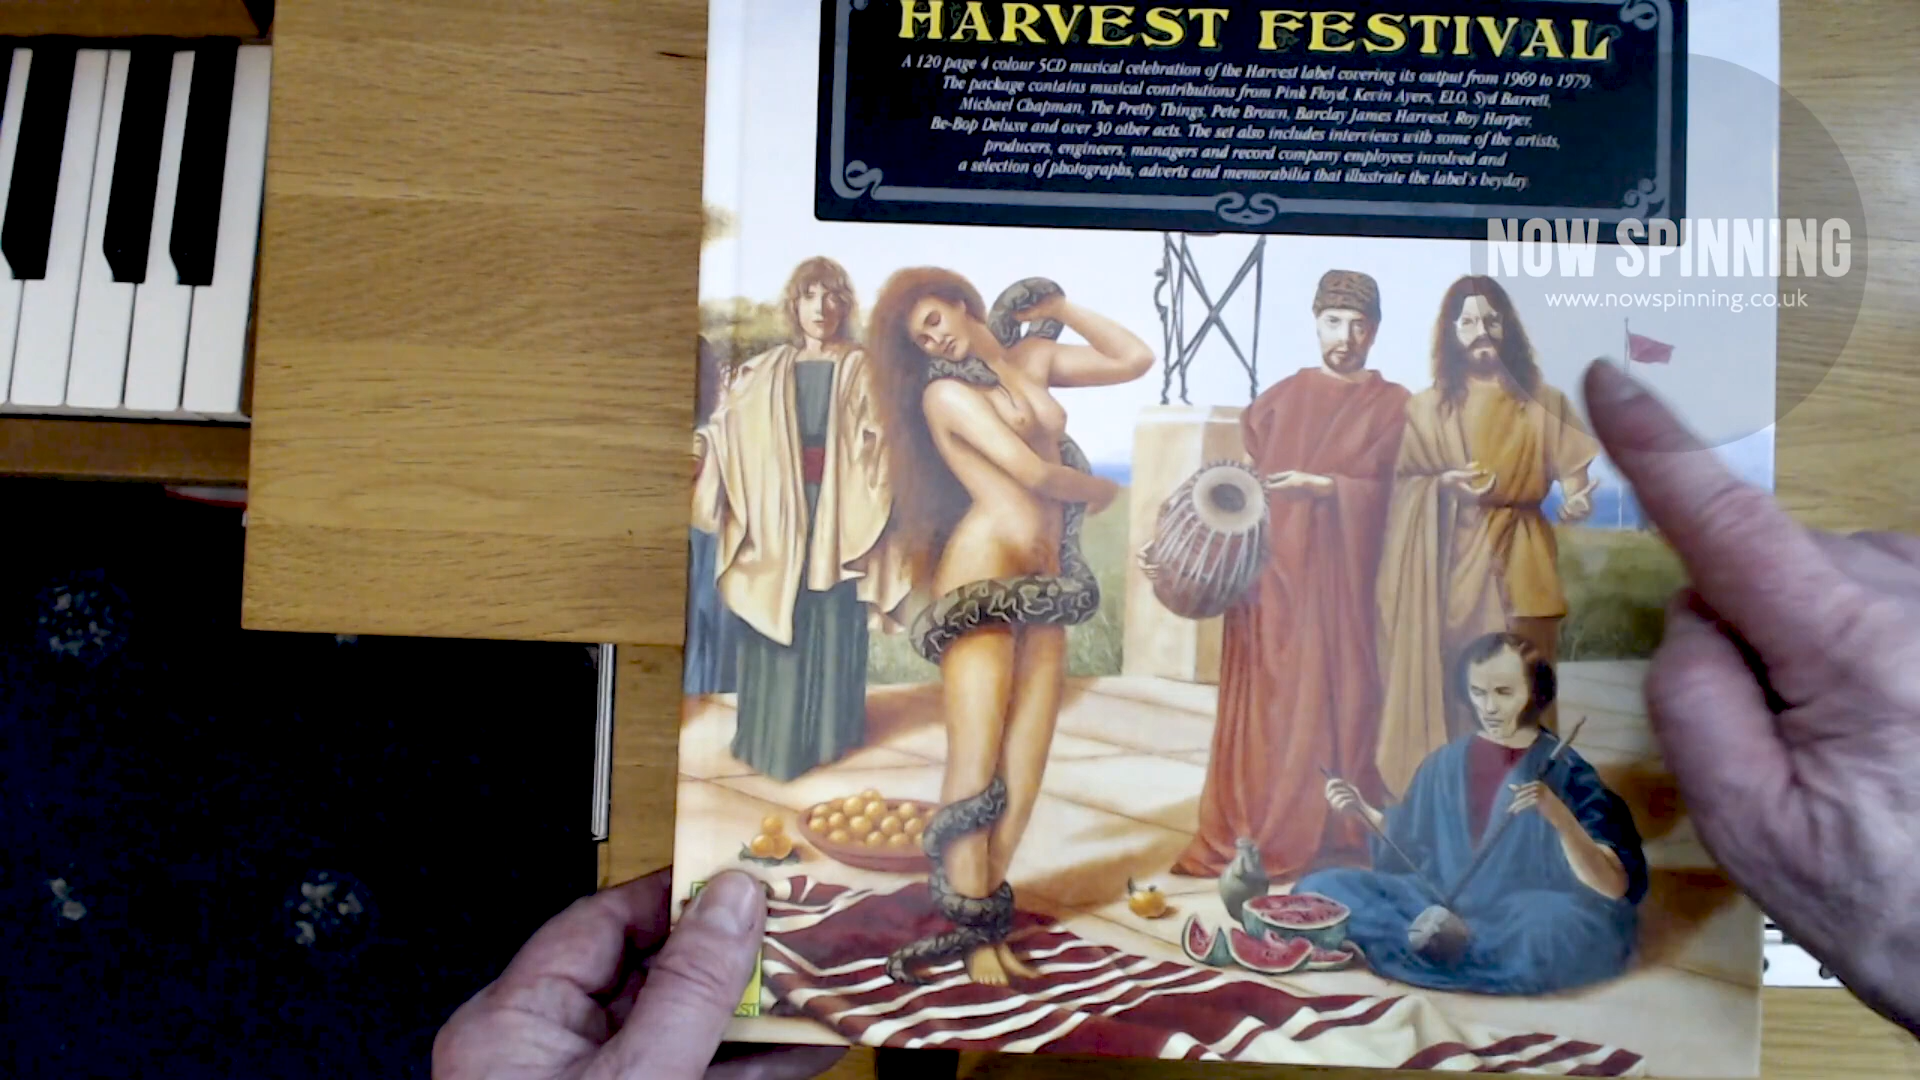 HARVEST FESTIVAL
A 120 page 4 colour 5CD musical celebration of the Harvest label covering its output from 1969 to 1979.
The package contains musical contributions from Pink Floyd, Kevin Ayers, ELO, Syd Barrett,
Michael Chapman, The Pretty Things, Pete Brown, Barclay James Harvest, Roy Harper,
Be-Bop Deluxe and over 30 other acts. The set also includes interviews with some of the artists,
producers, engineers, managers and record company employees involved and
a selection of photographs, adverts and memorabilia that illustrate the label's heyday
NOW SPINNING
www.nowspinning.co.uk